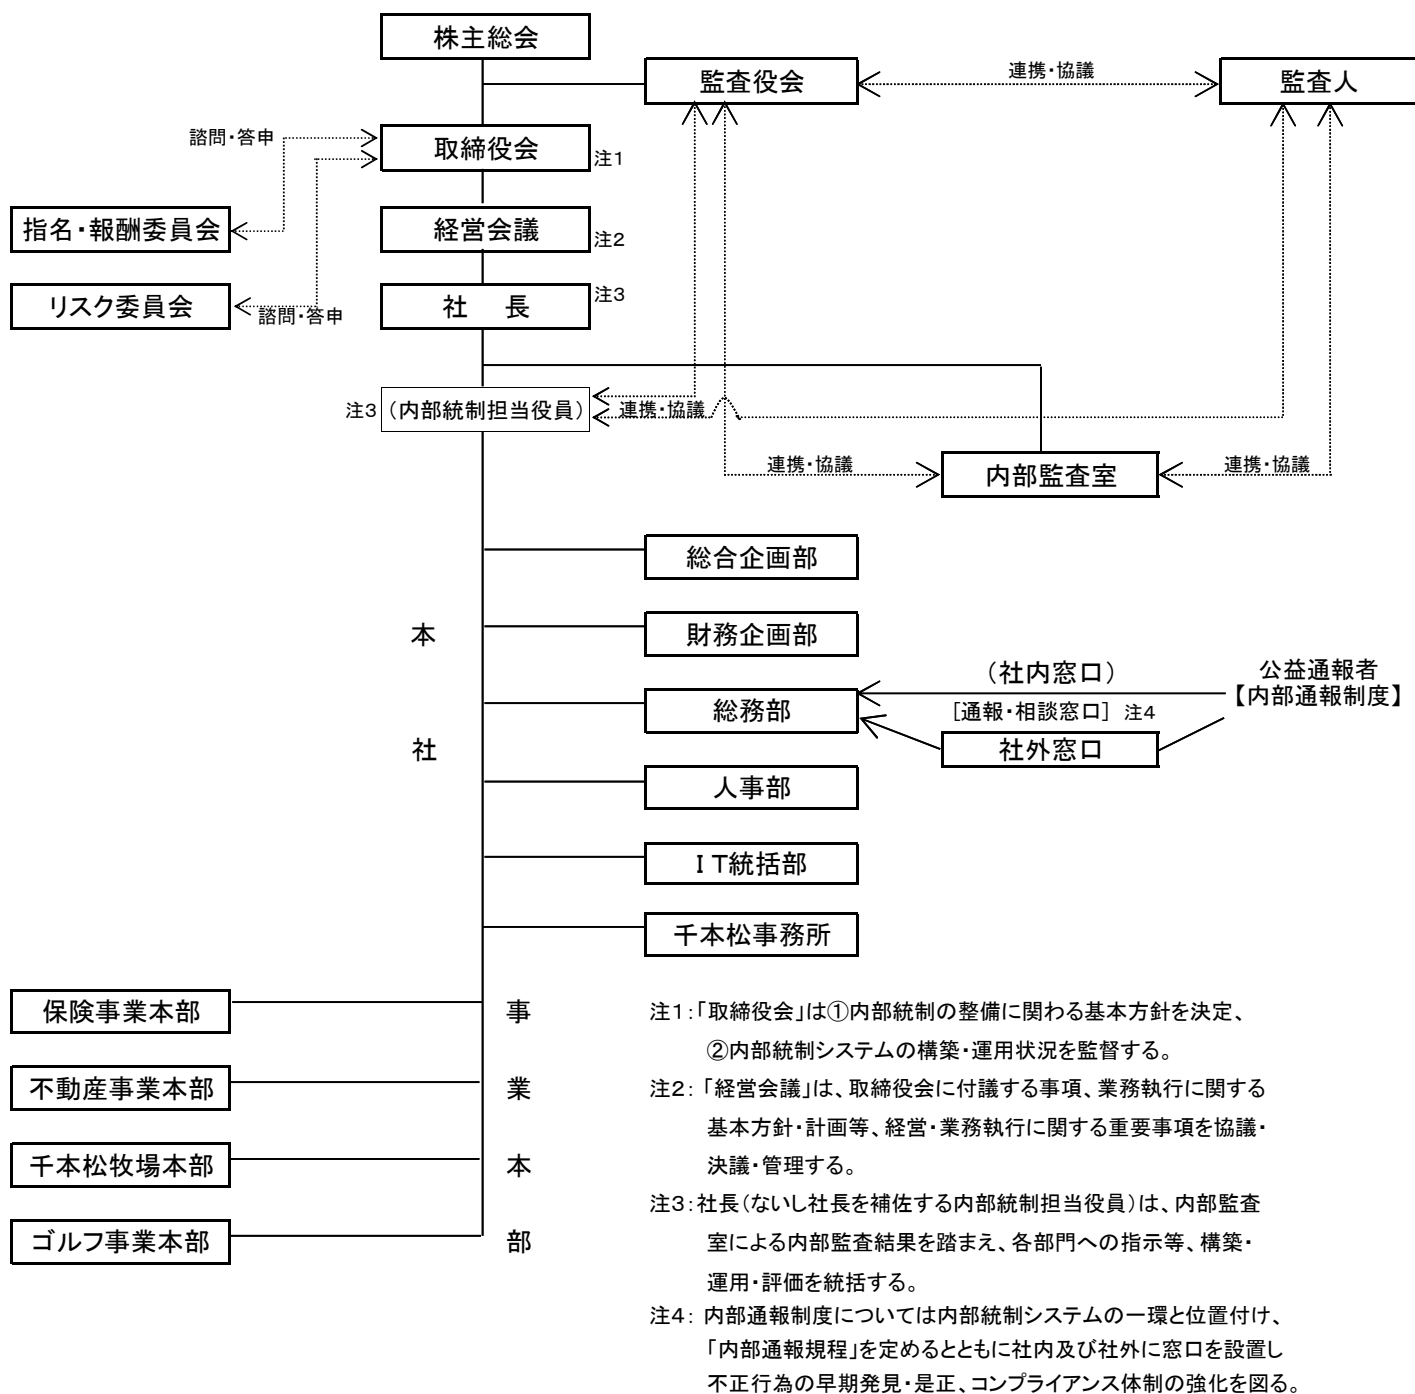 株主総会
監査役会
連携・協議
監査人
諮問・答申
取締役会
注1
指名・報酬委員会
経営会議
注2
リスク委員会
諮問・答申
社　長
注3
注3
（内部統制担当役員）
連携・協議
連携・協議
内部監査室
連携・協議
総合企画部
本
財務企画部
（社内窓口）
公益通報者
【内部通報制度】
総務部
［通報・相談窓口］ 注4
社
社外窓口
人事部
ＩＴ統括部
千本松事務所
保険事業本部
事
不動産事業本部
業
千本松牧場本部
本
ゴルフ事業本部
部
注1：「取締役会」は①内部統制の整備に関わる基本方針を決定、
②内部統制システムの構築・運用状況を監督する。
注2： 「経営会議」は、取締役会に付議する事項、業務執行に関する
基本方針・計画等、経営・業務執行に関する重要事項を協議・
決議・管理する。
注3：社長（ないし社長を補佐する内部統制担当役員）は、内部監査
室による内部監査結果を踏まえ、各部門への指示等、構築・
運用・評価を統括する。
注4： 内部通報制度については内部統制システムの一環と位置付け、
「内部通報規程」を定めるとともに社内及び社外に窓口を設置し
不正行為の早期発見・是正、コンプライアンス体制の強化を図る。